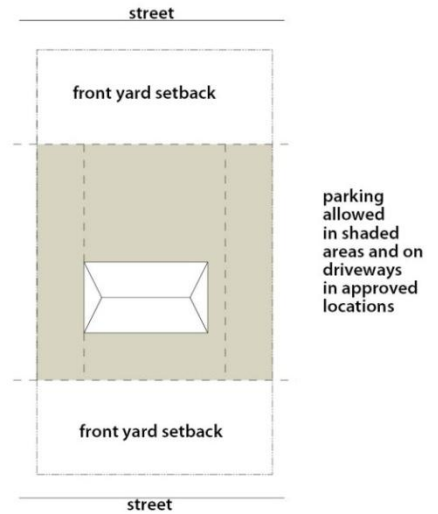 street
front yard setback
parking
allowed
in shaded
areas and on
driveways
in approved
locations
front yard setback
street